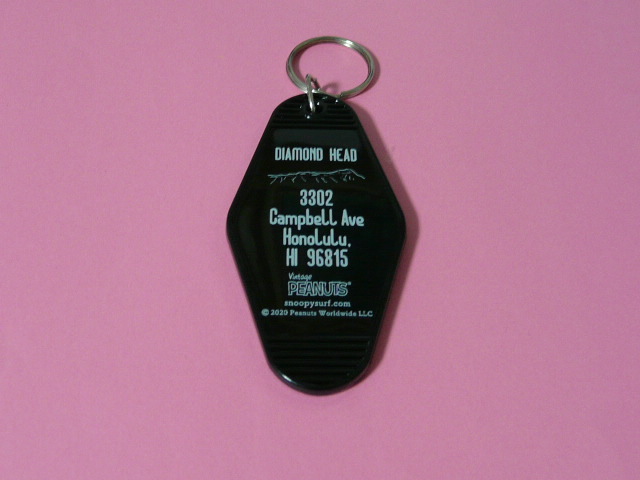 DIAMOND HEAD
3302
Campbell Ave
Honolulu,
HI 96815
Vintage
PEANUTS®
snoopysurf.com
© 2020 Peanuts Worldwide LLC